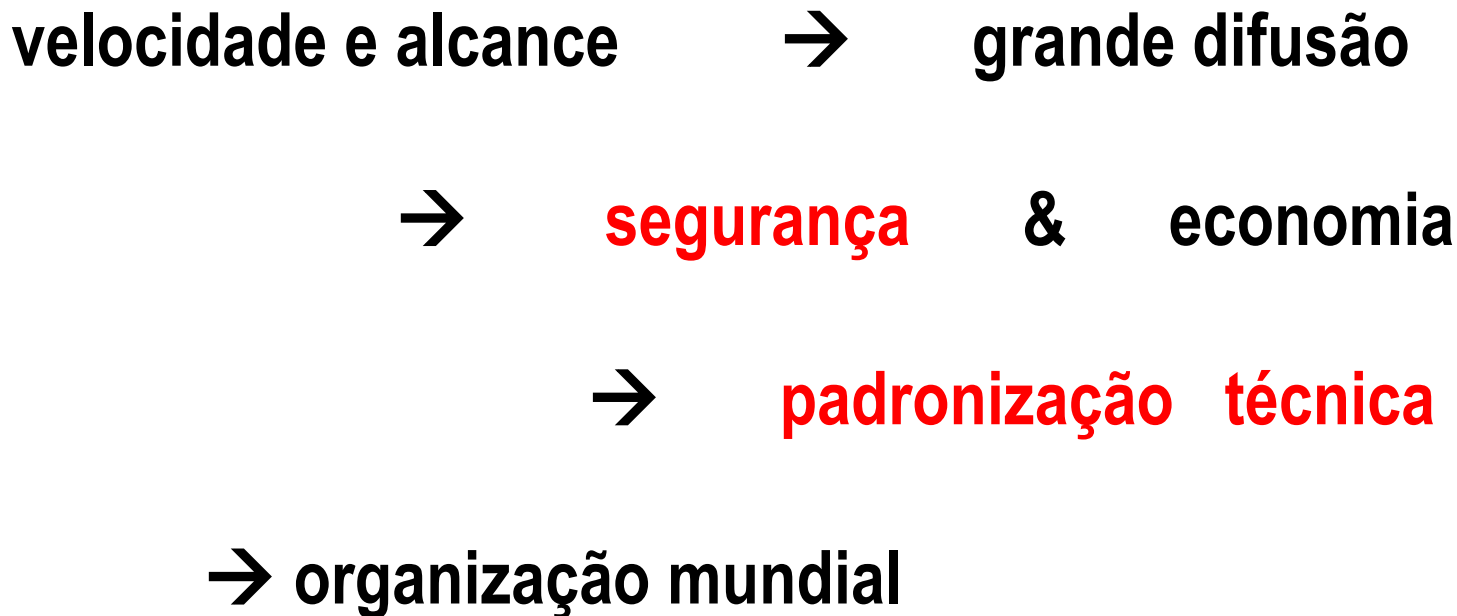 velocidade e alcance → grande difusão
→ segurança & economia
→ padronização técnica
→ organização mundial